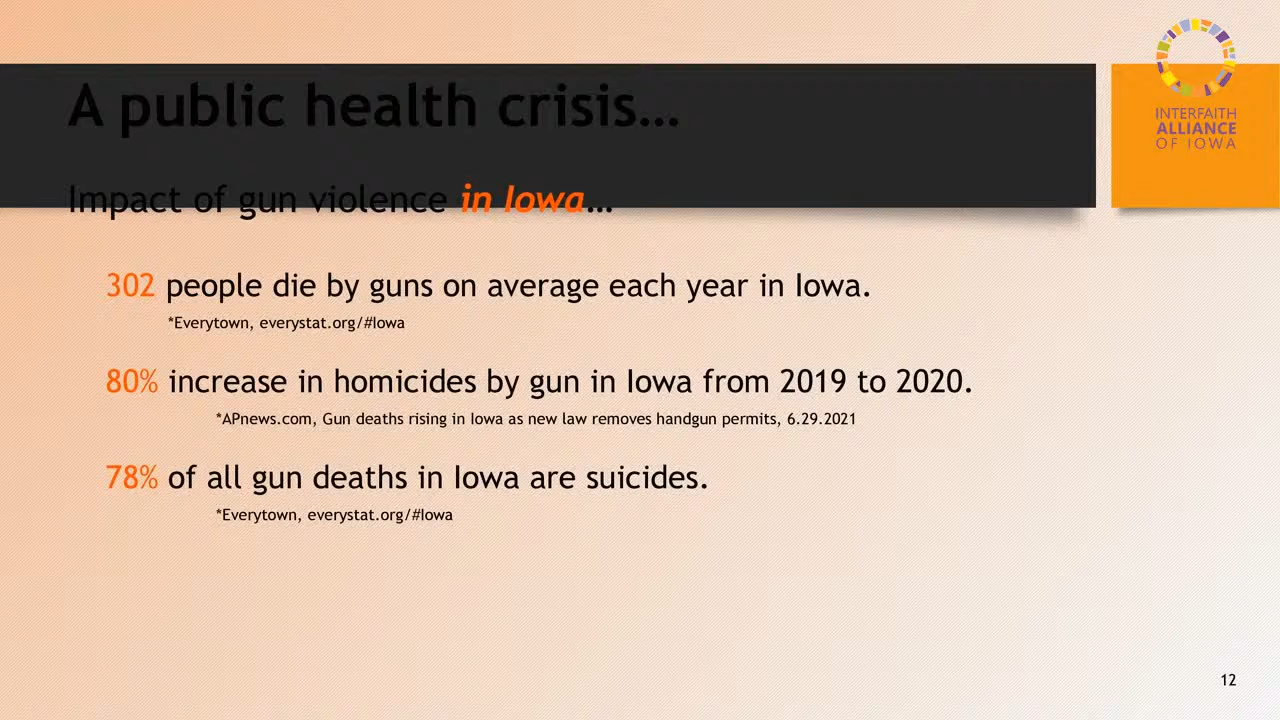 INTERFAITH
ALLIANCE
OF IOWA
A public health crisis…
Impact of gun violence in Iowa…
302 people die by guns on average each year in Iowa.
*Everytown, everystat.org/#Iowa
80% increase in homicides by gun in Iowa from 2019 to 2020.
*APnews.com, Gun deaths rising in Iowa as new law removes handgun permits, 6.29.2021
78% of all gun deaths in Iowa are suicides.
*Everytown, everystat.org/#Iowa
12